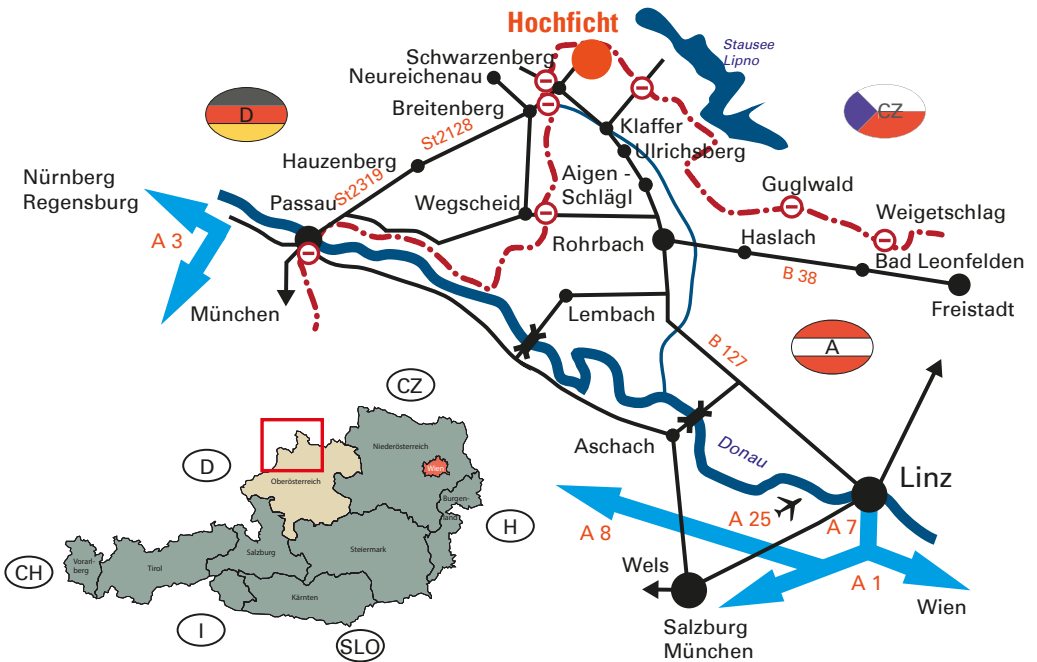 Hochficht
Schwarzenberg
Neureichenau
Stausee
Lipno
Breitenberg
D
CZ
St2128
Klaffer
Ulrichsberg
Hauzenberg
Aigen -
Schlägl
Nürnberg
Regensburg
St2319
Passau
Wegscheid
Guglwald
Weigetschlag
A 3
Rohrbach
Haslach
Bad Leonfelden
B 38
München
Lembach
Freistadt
B 127
A
CZ
Aschach
Donau
Niederösterreich
D
Wien
Oberösterreich
Linz
Burgen-
land
A 8
A 25
A 7
H
Salzburg
Steiermark
CH
Vorarl-
berg
Tirol
Wels
A 1
Kärnten
Wien
I
SLO
Salzburg
München